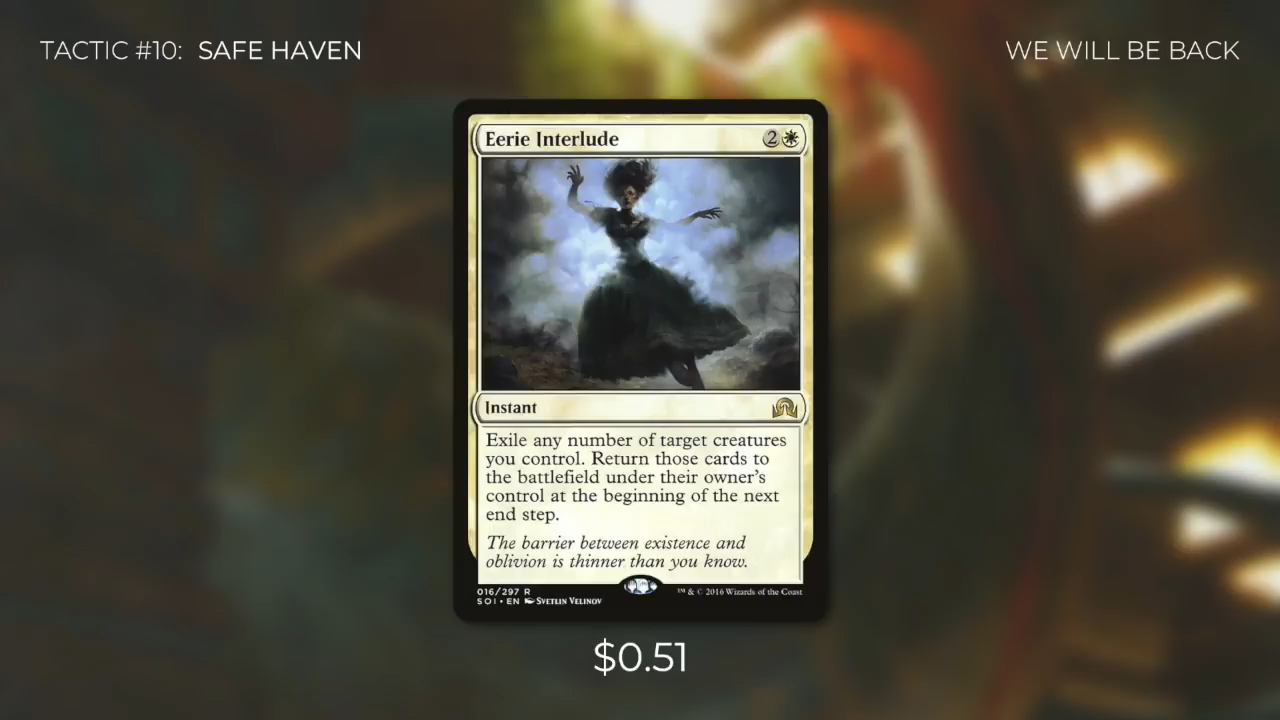 TACTIC #10: SAFE HAVEN
WE WILL BE BACK
Eerie Interlude 2
Instant
Exile any number of target creatures
you control. Return those cards to
the battlefield under their owner's
control at the beginning of the next
end step.
The barrier between existence and
oblivion is thinner than you know.
016/297 R
SOI • EN Svetlin Velinov
™ & © 2016 Wizards of the Coast
$0.51